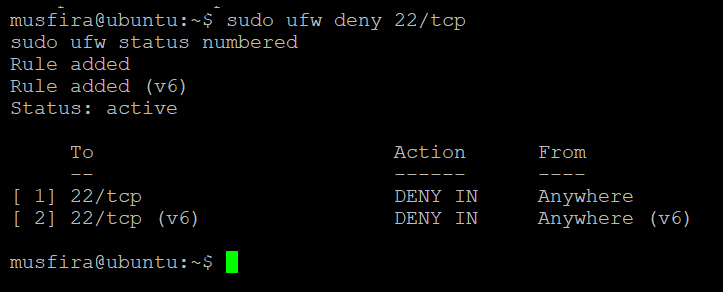 musfira@ubuntu:~$ sudo ufw deny 22/tcp
sudo ufw status numbered
Rule added
Rule added (v6)
Status: active
To Action From
-- ------ ----
[ 1] 22/tcp DENY IN Anywhere
[ 2] 22/tcp (v6) DENY IN Anywhere (v6)
musfira@ubuntu:~$